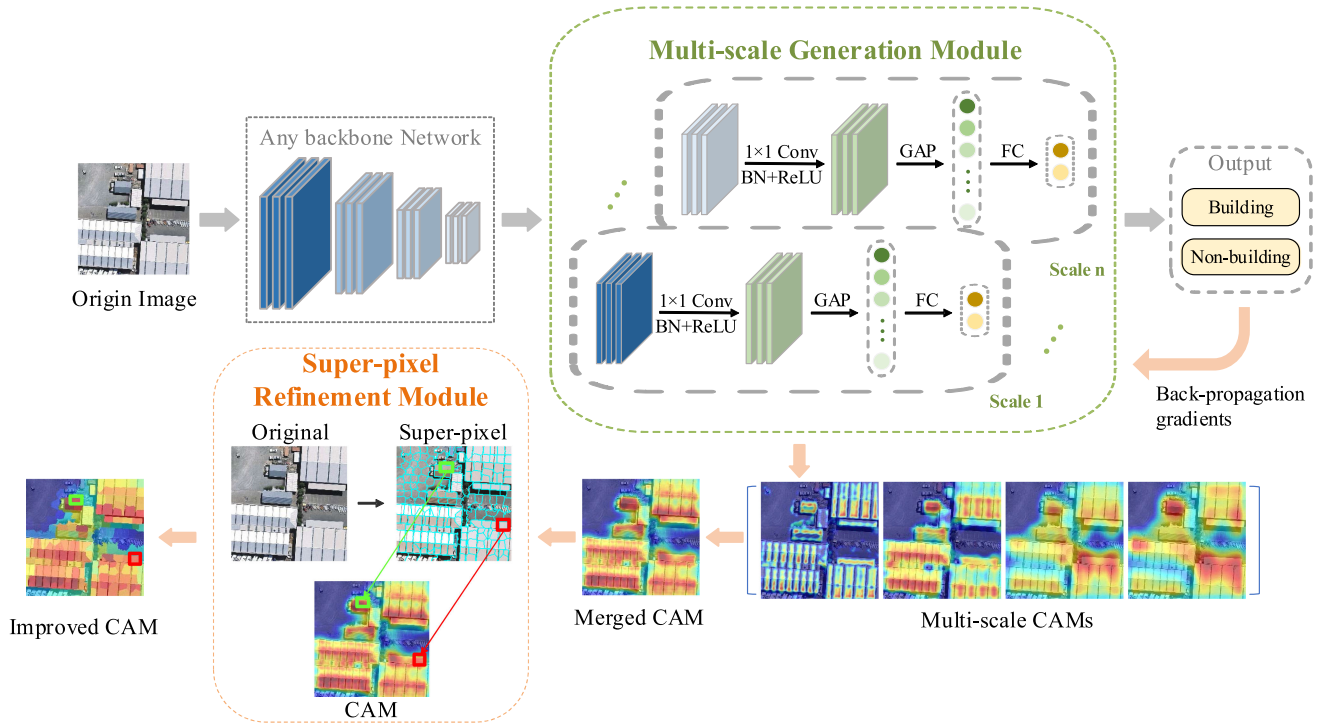 Multi-scale Generation Module
Any backbone Network
Origin Image
1×1 Conv
BN+ReLU
GAP
FC
Scale n
1×1 Conv
BN+ReLU
GAP
FC
Scale 1
Output
Building
Non-building
Back-propagation
gradients
Super-pixel
Refinement Module
Original
Super-pixel
CAM
Improved CAM
Merged CAM
Multi-scale CAMs